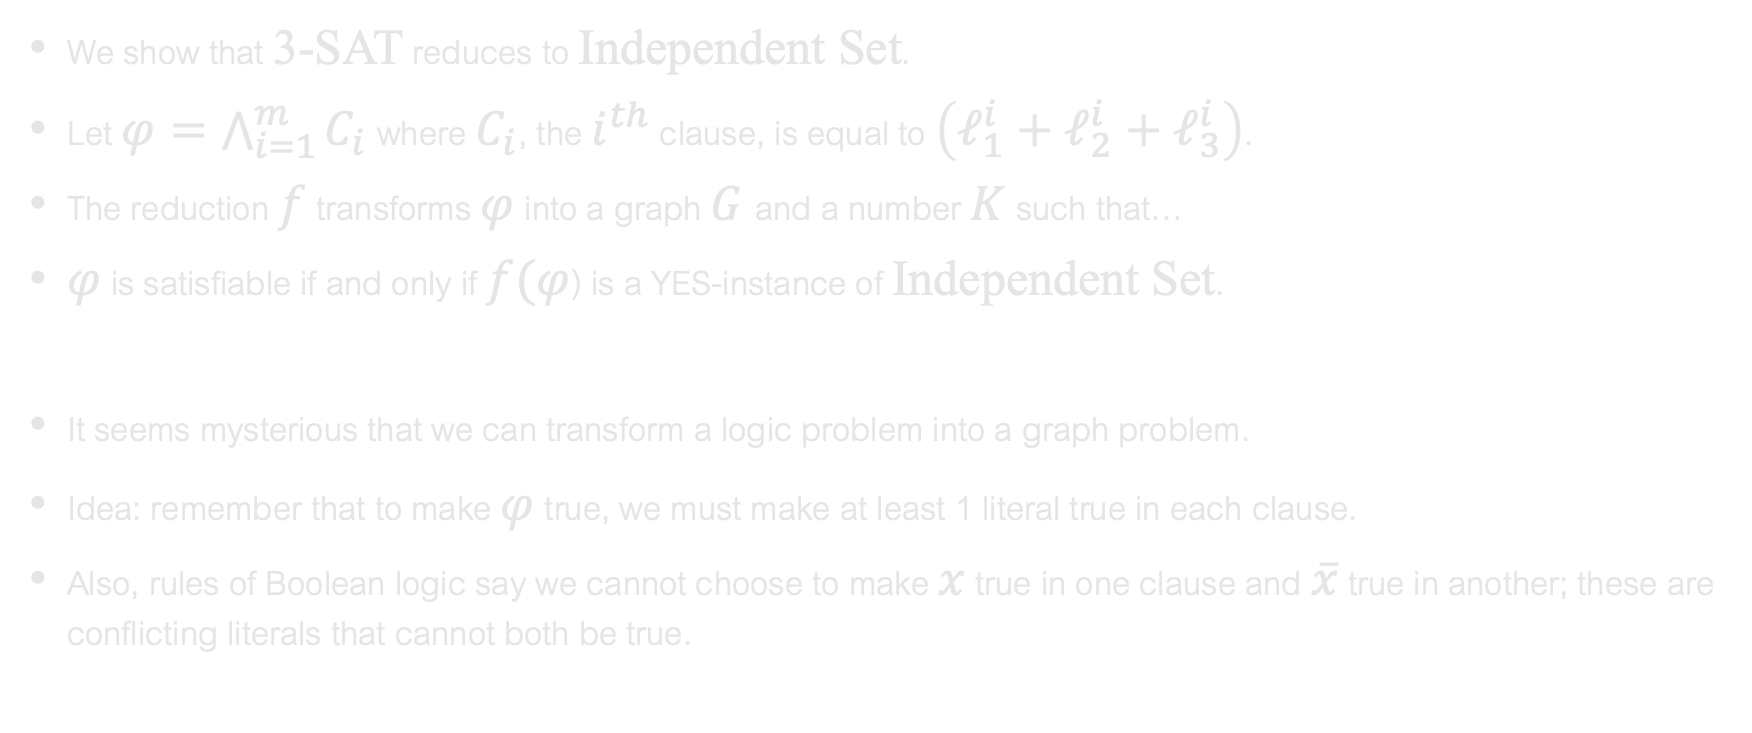 • We show that 3-SAT reduces to Independent Set.
• Let φ = ⋀ᵢ₌₁ᵐ Cᵢ where Cᵢ, the iᵗʰ clause, is equal to (ℓ₁ⁱ + ℓ₂ⁱ + ℓ₃ⁱ).
• The reduction f transforms φ into a graph G and a number K such that…
• φ is satisfiable if and only if f(φ) is a YES-instance of Independent Set.
• It seems mysterious that we can transform a logic problem into a graph problem.
• Idea: remember that to make φ true, we must make at least 1 literal true in each clause.
• Also, rules of Boolean logic say we cannot choose to make x true in one clause and x̄ true in another; these are
conflicting literals that cannot both be true.